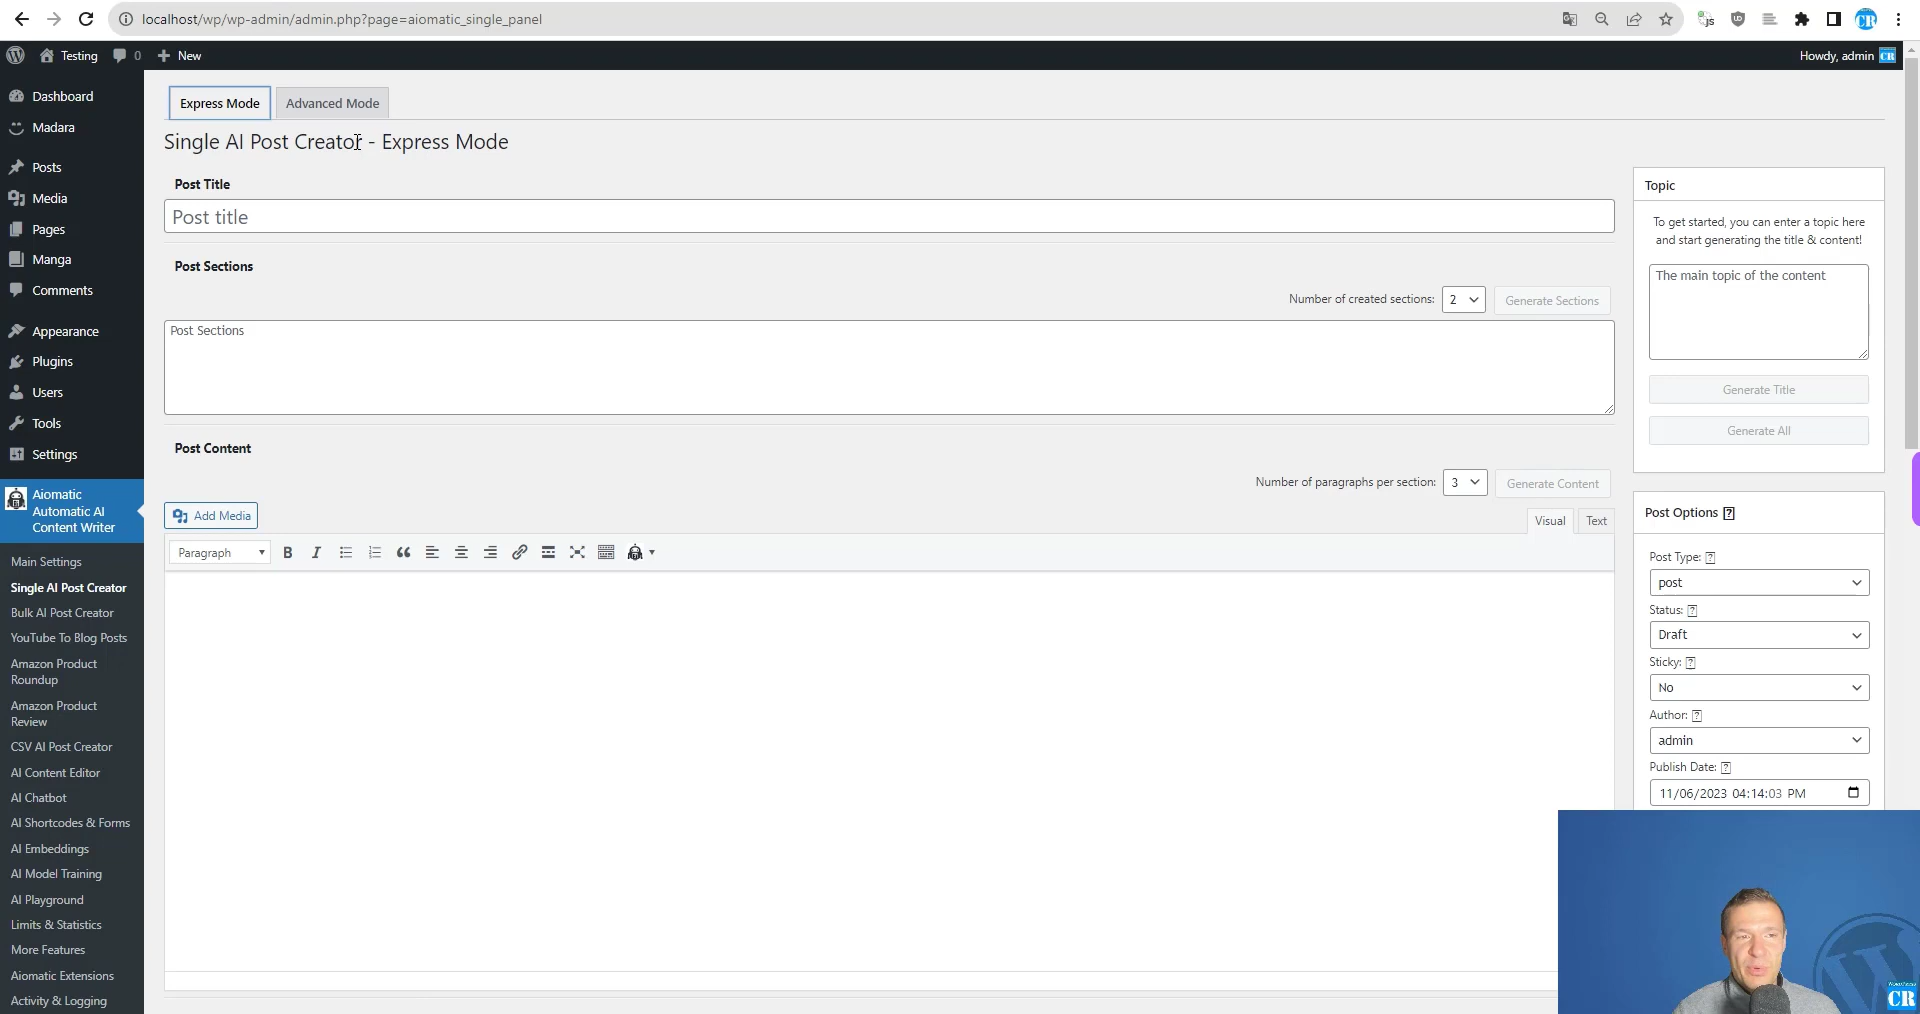 localhost/wp/wp-admin/admin.php?page=aiomatic_single_panel
Testing
0
New
Howdy, admin
Dashboard
Madara
Posts
Media
Pages
Manga
Comments
Appearance
Plugins
Users
Tools
Settings
Aiomatic
Automatic AI
Content Writer
Main Settings
Single AI Post Creator
Bulk AI Post Creator
YouTube To Blog Posts
Amazon Product
Roundup
Amazon Product
Review
CSV AI Post Creator
AI Content Editor
AI Chatbot
AI Shortcodes & Forms
AI Embeddings
AI Model Training
AI Playground
Limits & Statistics
More Features
Aiomatic Extensions
Activity & Logging
Express Mode
Advanced Mode
Single AI Post Creator - Express Mode
Post Title
Post title
Post Sections
Number of created sections: 2 Generate Sections
Post Sections
Post Content
Number of paragraphs per section: 3 Generate Content
Add Media
Visual Text
Paragraph
Topic
To get started, you can enter a topic here
and start generating the title & content!
The main topic of the content
Generate Title
Generate All
Post Options [?]
Post Type: [?]
post
Status: [?]
Draft
Sticky: [?]
No
Author: [?]
admin
Publish Date: [?]
11/06/2023 04:14:03 PM
CR